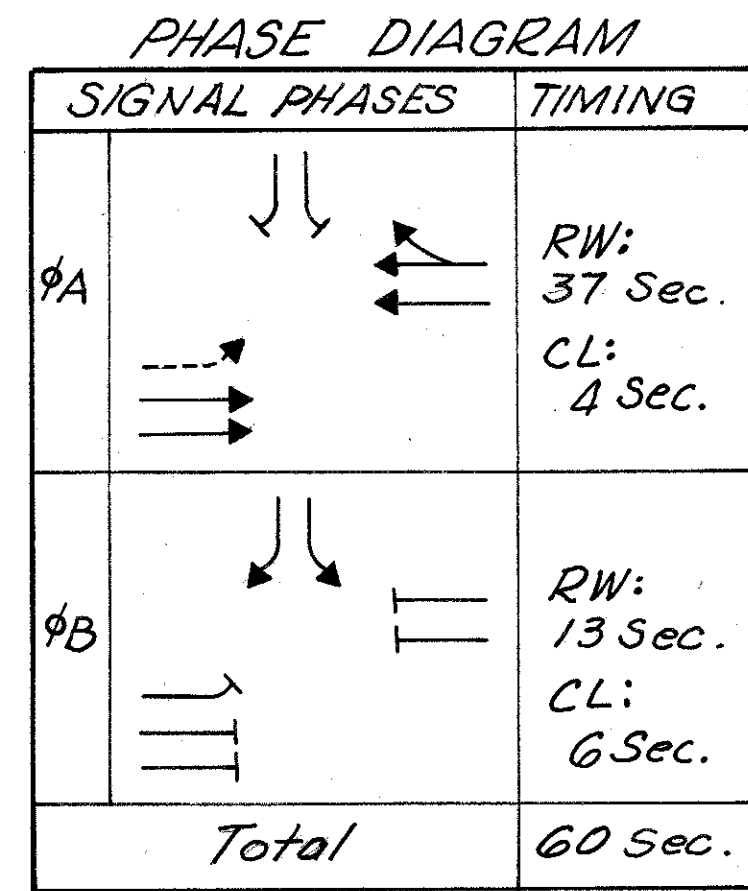 PHASE DIAGRAM
SIGNAL PHASES TIMING
φA
RW:
37 Sec.
CL:
4 Sec.
φB
RW:
13 Sec.
CL:
6 Sec.
Total 60 Sec.